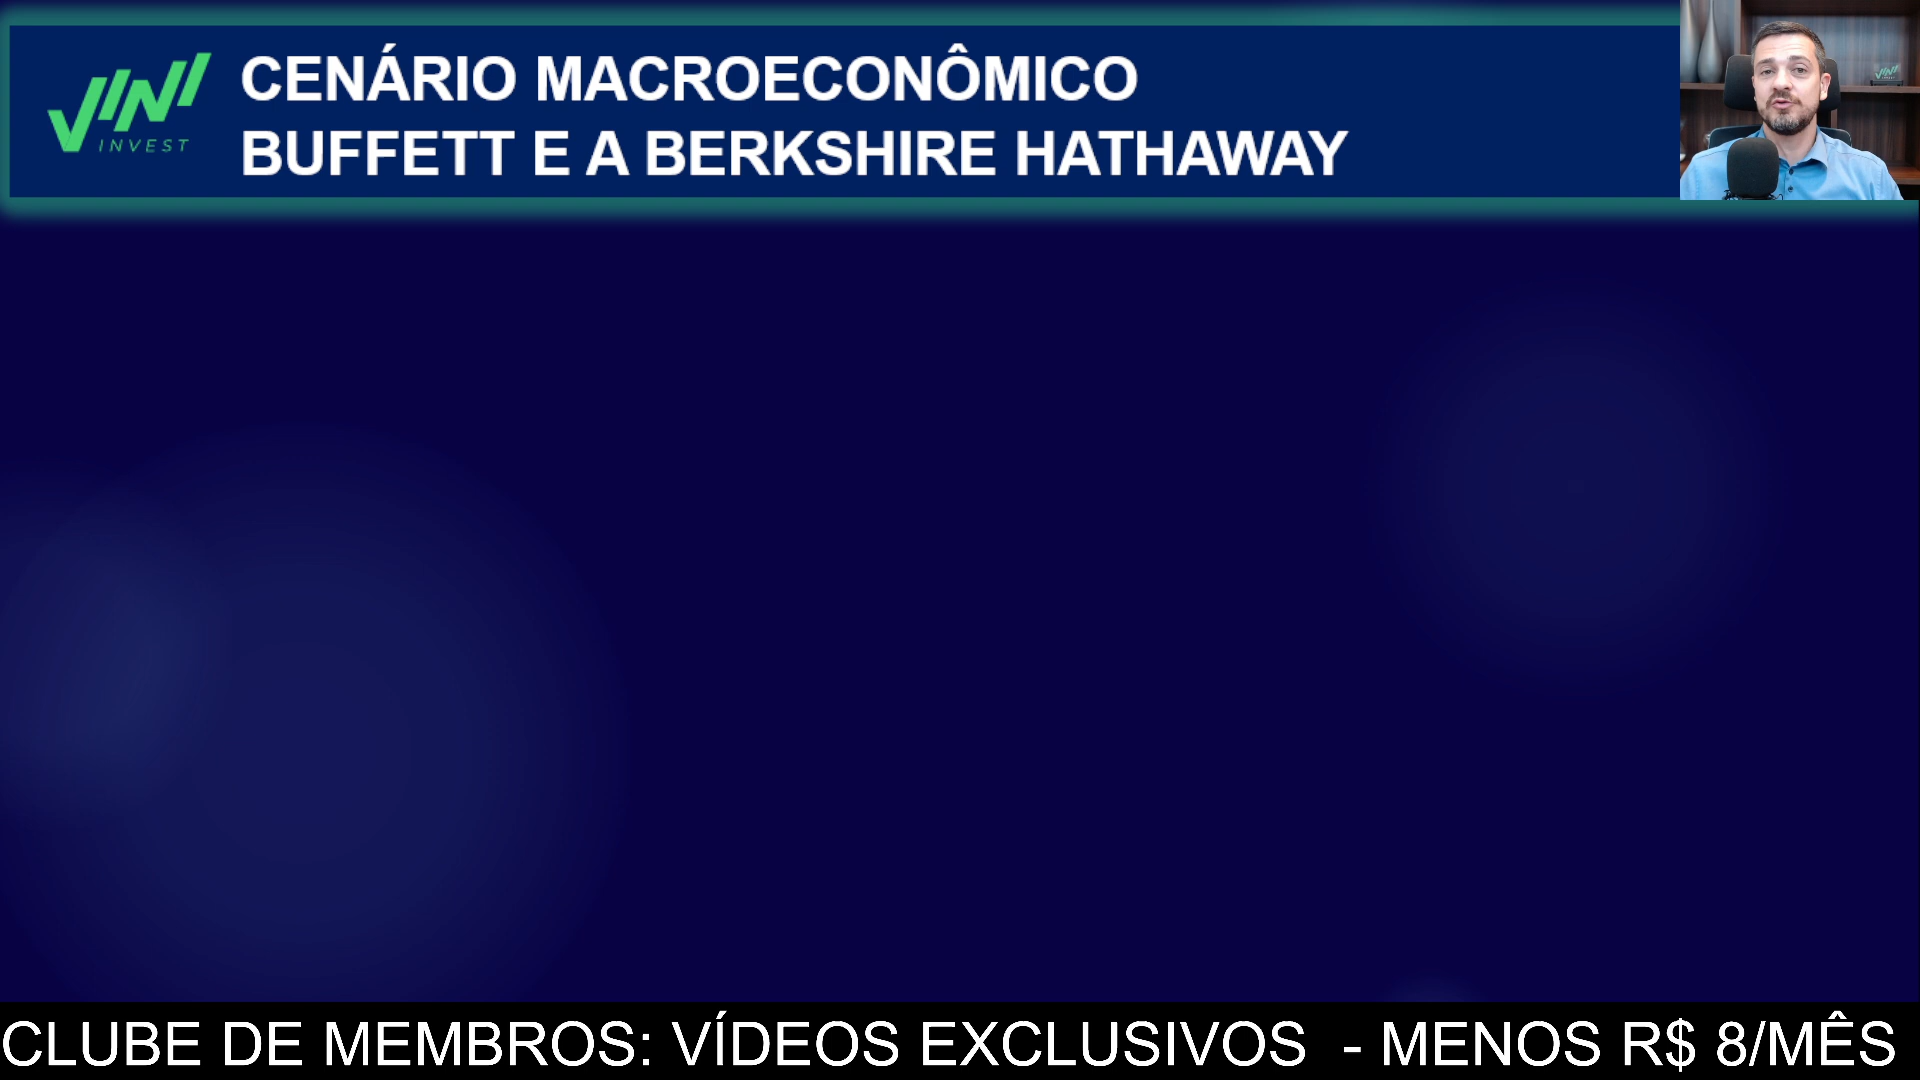 VINI
INVEST
CENÁRIO MACROECONÔMICO
BUFFETT E A BERKSHIRE HATHAWAY
CLUBE DE MEMBROS: VÍDEOS EXCLUSIVOS - MENOS R$ 8/MÊS